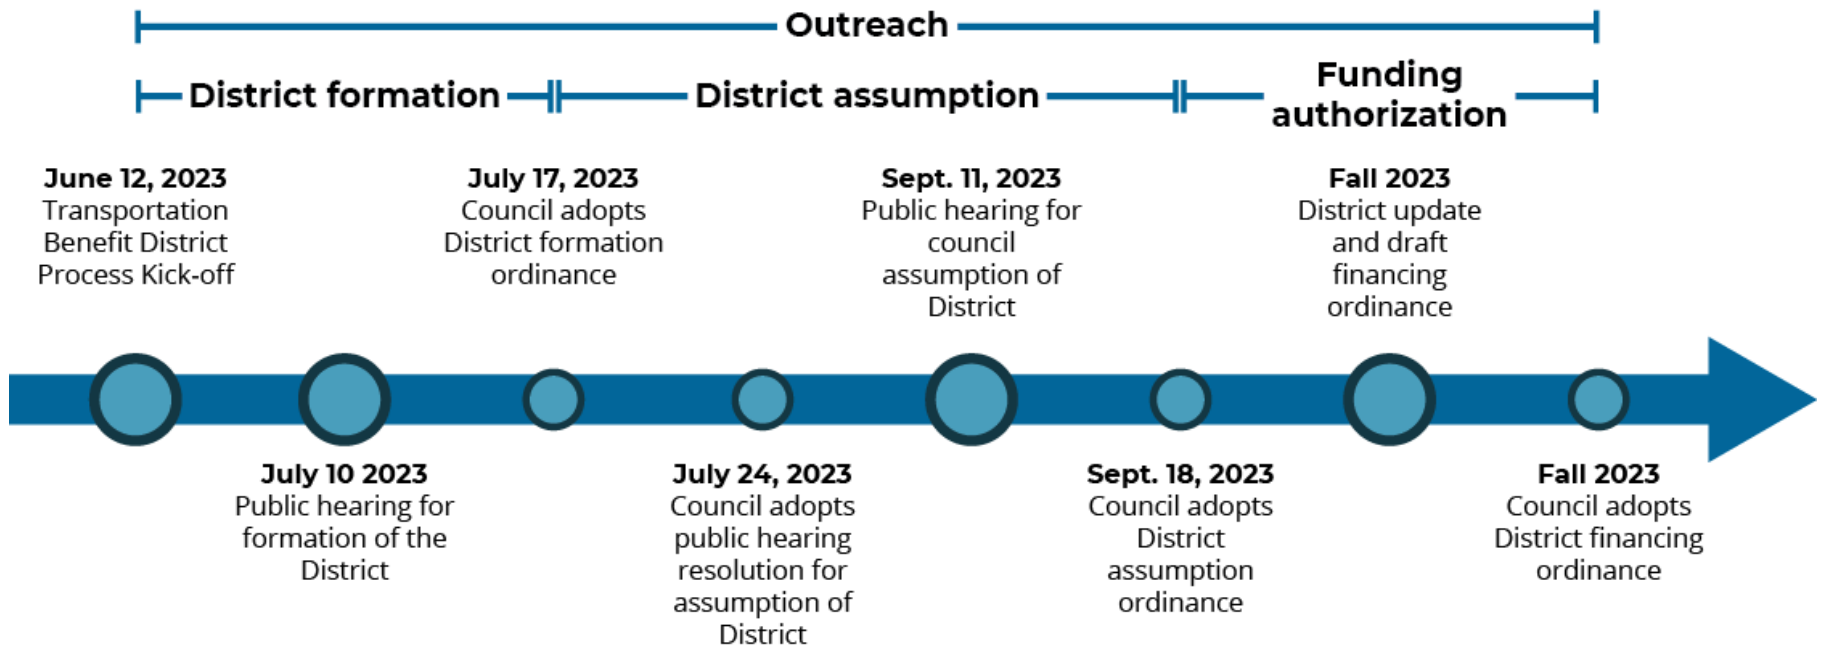 Outreach
District formation
District assumption
Funding
authorization
June 12, 2023
Transportation
Benefit District
Process Kick-off
July 17, 2023
Council adopts
District formation
ordinance
Sept. 11, 2023
Public hearing for
council
assumption of
District
Fall 2023
District update
and draft
financing
ordinance
July 10 2023
Public hearing for
formation of the
District
July 24, 2023
Council adopts
public hearing
resolution for
assumption of
District
Sept. 18, 2023
Council adopts
District
assumption
ordinance
Fall 2023
Council adopts
District financing
ordinance